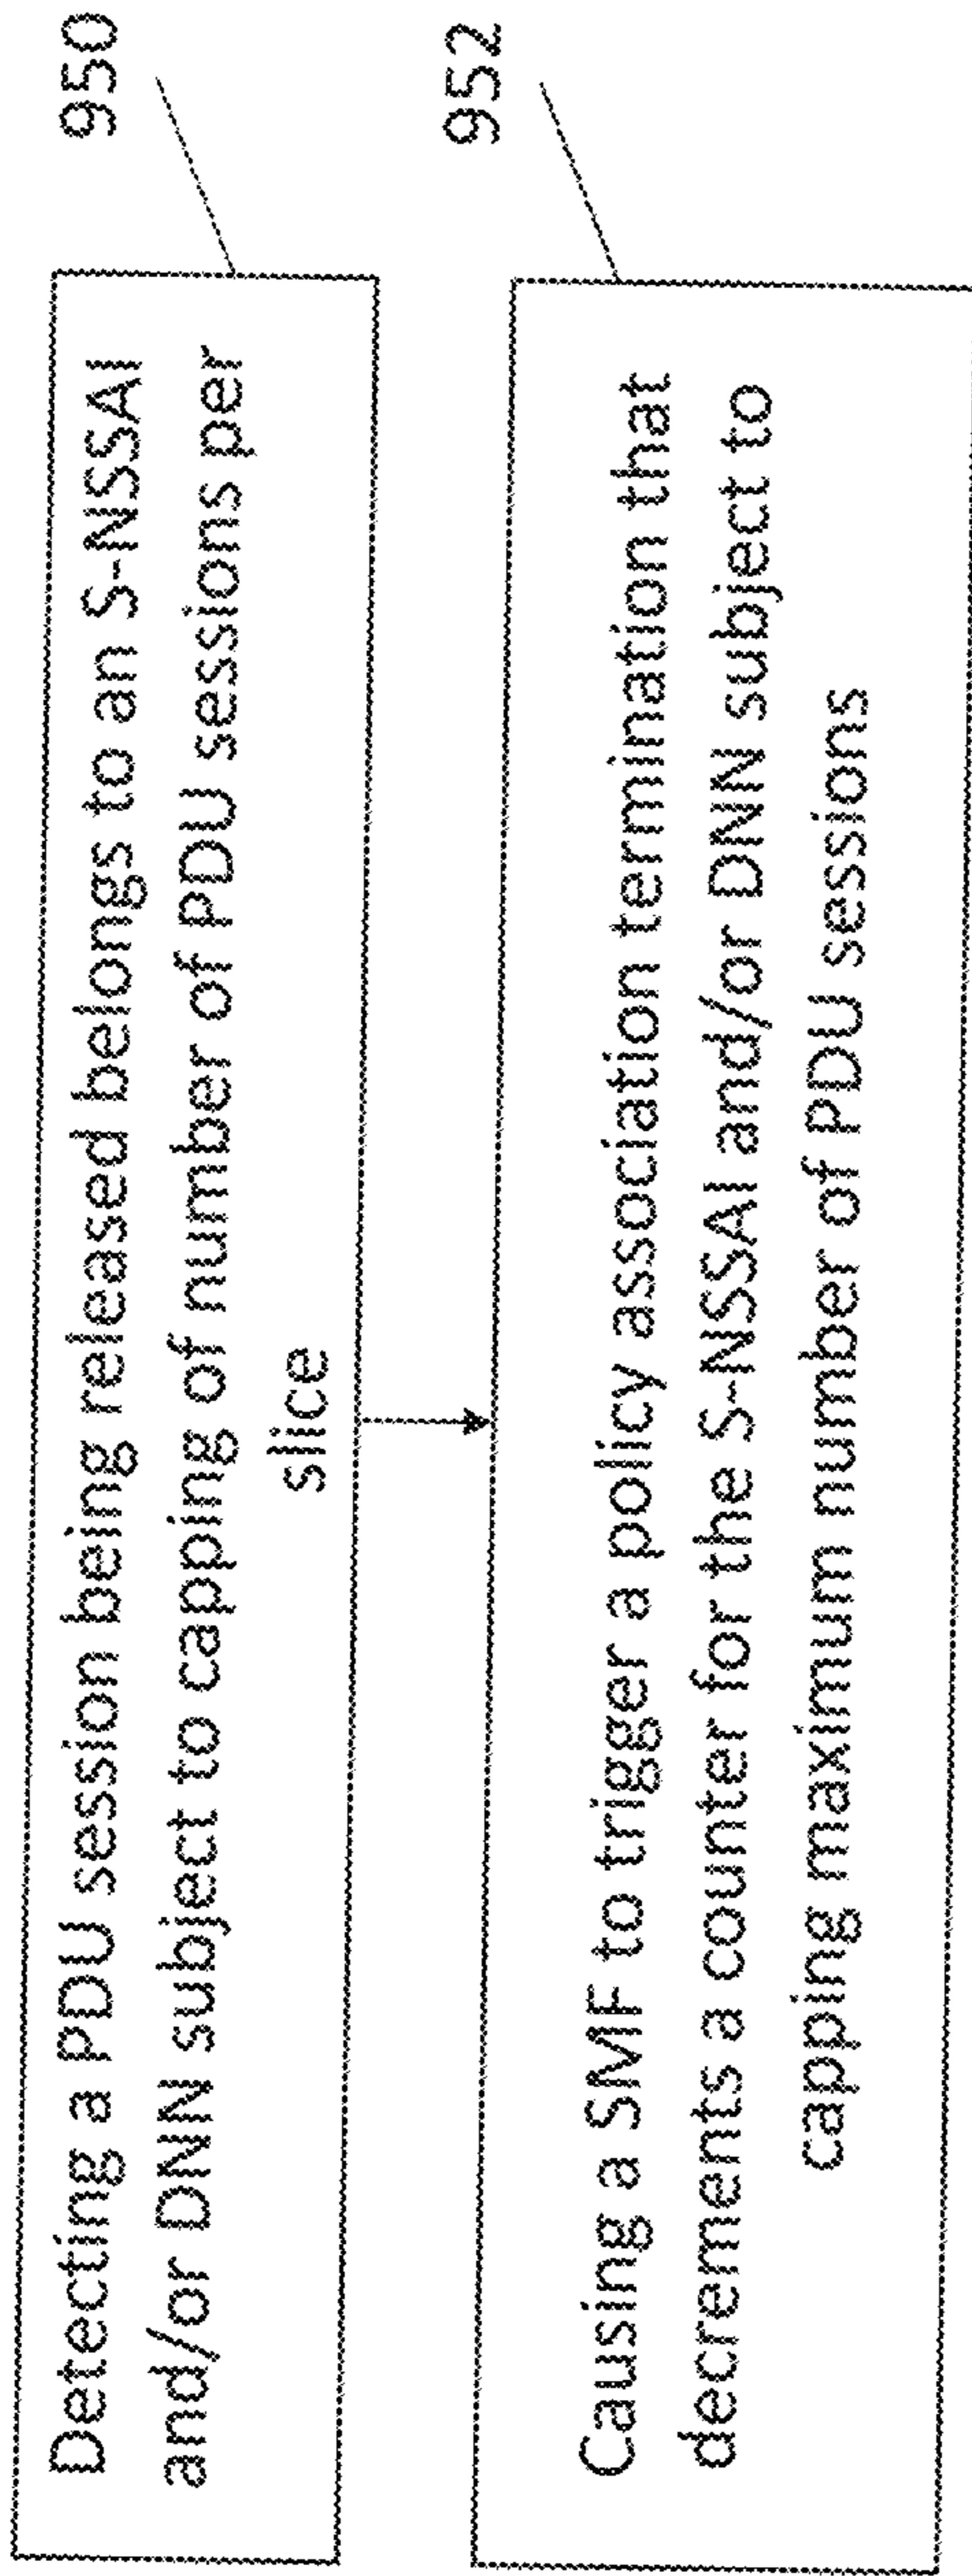 Detecting a PDU session being released belongs to an S-NSSAI
and/or DNN subject to capping of number of PDU sessions per
slice
950
Causing a SMF to trigger a policy association termination that
decrements a counter for the S-NSSAI and/or DNN subject to
capping maximum number of PDU sessions
952